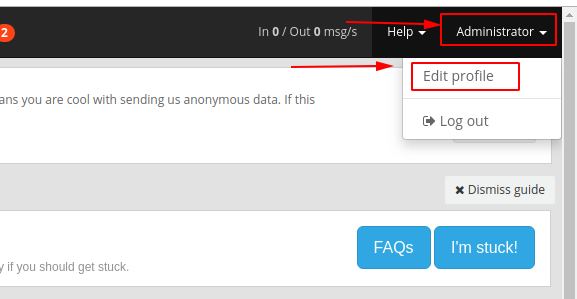 2
In 0 / Out 0 msg/s
Help
Administrator
Edit profile
ans you are cool with sending us anonymous data. If this
Log out
✖ Dismiss guide
FAQs
I'm stuck!
y if you should get stuck.